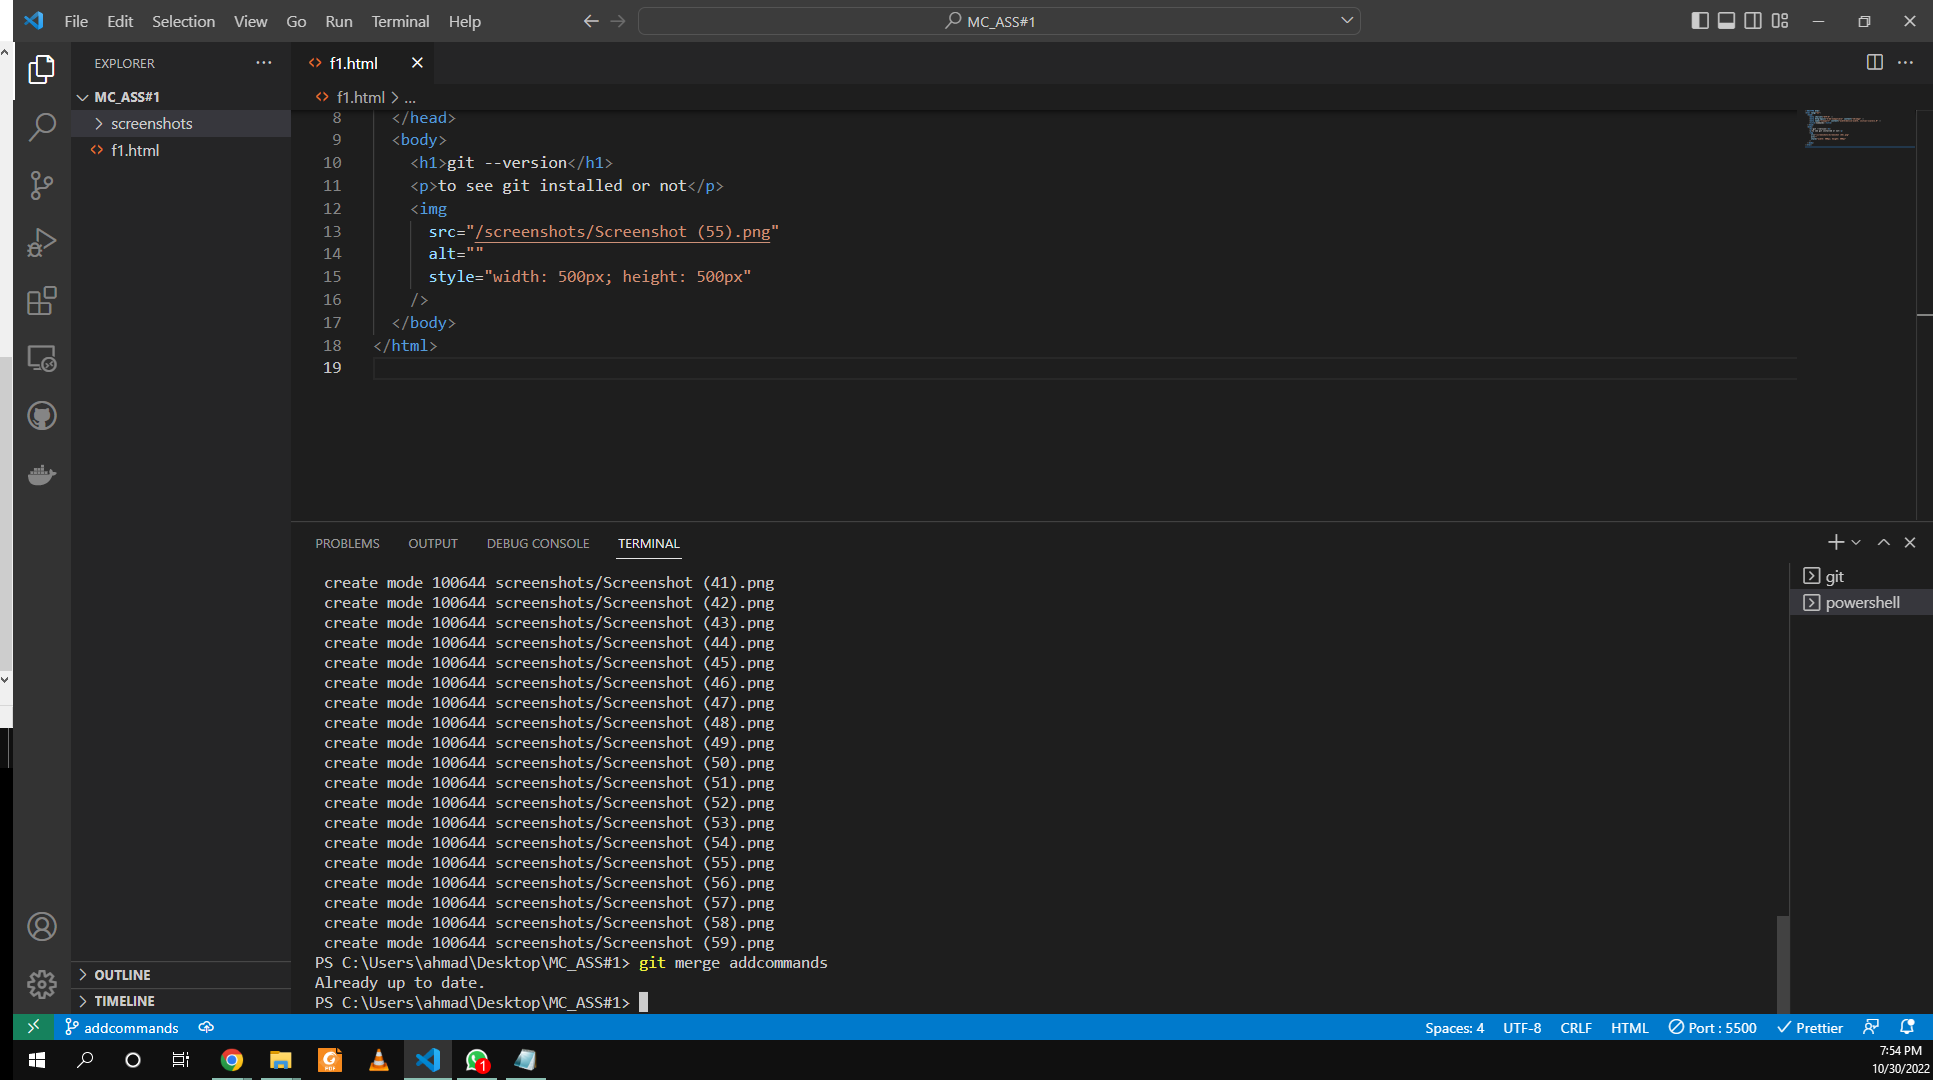 File Edit Selection View Go Run Terminal Help
MC_ASS#1
EXPLORER
MC_ASS#1
screenshots
f1.html
f1.html
f1.html > ...
8 </head>
9 <body>
10 <h1>git --version</h1>
11 <p>to see git installed or not</p>
12 <img
13 src="/screenshots/Screenshot (55).png"
14 alt=""
15 style="width: 500px; height: 500px"
16 />
17 </body>
18 </html>
19
PROBLEMS OUTPUT DEBUG CONSOLE TERMINAL
git
powershell
create mode 100644 screenshots/Screenshot (41).png
create mode 100644 screenshots/Screenshot (42).png
create mode 100644 screenshots/Screenshot (43).png
create mode 100644 screenshots/Screenshot (44).png
create mode 100644 screenshots/Screenshot (45).png
create mode 100644 screenshots/Screenshot (46).png
create mode 100644 screenshots/Screenshot (47).png
create mode 100644 screenshots/Screenshot (48).png
create mode 100644 screenshots/Screenshot (49).png
create mode 100644 screenshots/Screenshot (50).png
create mode 100644 screenshots/Screenshot (51).png
create mode 100644 screenshots/Screenshot (52).png
create mode 100644 screenshots/Screenshot (53).png
create mode 100644 screenshots/Screenshot (54).png
create mode 100644 screenshots/Screenshot (55).png
create mode 100644 screenshots/Screenshot (56).png
create mode 100644 screenshots/Screenshot (57).png
create mode 100644 screenshots/Screenshot (58).png
create mode 100644 screenshots/Screenshot (59).png
PS C:\Users\ahmad\Desktop\MC_ASS#1> git merge addcommands
Already up to date.
PS C:\Users\ahmad\Desktop\MC_ASS#1>
OUTLINE
TIMELINE
addcommands
Spaces: 4 UTF-8 CRLF HTML Port : 5500 Prettier
1
7:54 PM
10/30/2022